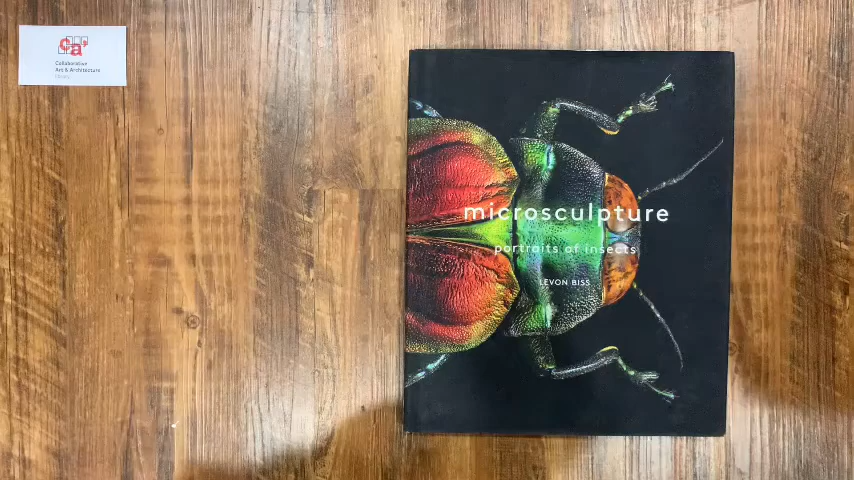 ca+
Collaborative
Art & Architecture
microsculpture
portraits of insects
LEVON BISS